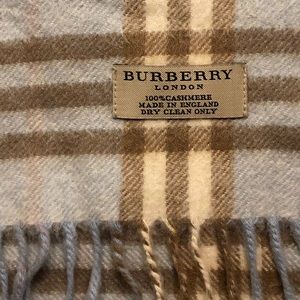 BURBERRY
LONDON
100% CASHMERE
MADE IN ENGLAND
DRY CLEAN ONLY